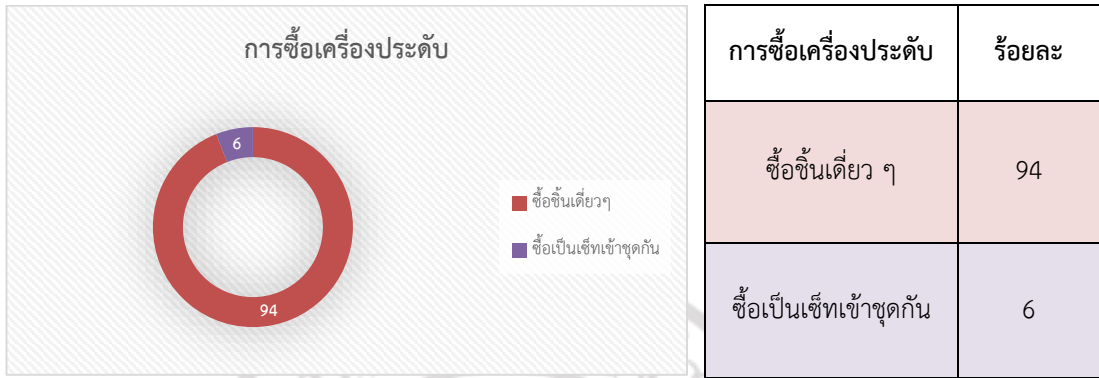 การซื้อเครื่องประดับ
6
94
ซื้อชิ้นเดี่ยวๆ
ซื้อเป็นเซ็ทเข้าชุดกัน
การซื้อเครื่องประดับ ร้อยละ
ซื้อชิ้นเดี่ยว ๆ 94
ซื้อเป็นเซ็ทเข้าชุดกัน 6